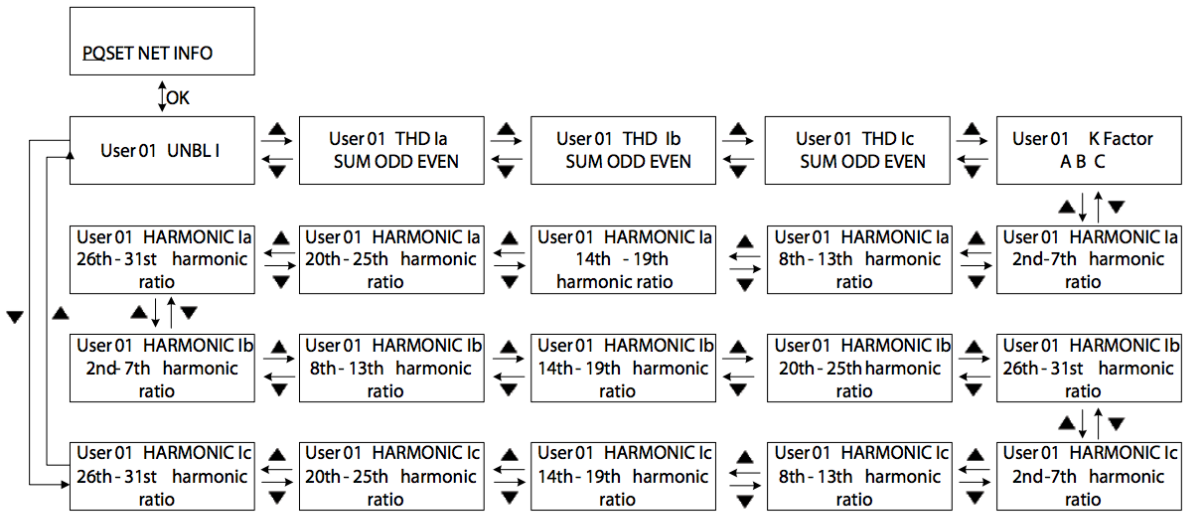 PQSET NET INFO
OK
User 01 UNBL I
User 01 THD Ia
SUM ODD EVEN
User 01 THD Ib
SUM ODD EVEN
User 01 THD Ic
SUM ODD EVEN
User 01 K Factor
A B C
User 01 HARMONIC Ia
26th - 31st harmonic
ratio
User 01 HARMONIC Ia
20th - 25th harmonic
ratio
User 01 HARMONIC Ia
14th - 19th
harmonic ratio
User 01 HARMONIC Ia
8th - 13th harmonic
ratio
User 01 HARMONIC Ia
2nd-7th harmonic
ratio
User 01 HARMONIC Ib
2nd- 7th harmonic
ratio
User 01 HARMONIC Ib
8th - 13th harmonic
ratio
User 01 HARMONIC Ib
14th - 19th harmonic
ratio
User 01 HARMONIC Ib
20th - 25th harmonic
ratio
User 01 HARMONIC Ib
26th - 31st harmonic
ratio
User 01 HARMONIC Ic
26th - 31st harmonic
ratio
User 01 HARMONIC Ic
20th - 25th harmonic
ratio
User 01 HARMONIC Ic
14th - 19th harmonic
ratio
User 01 HARMONIC Ic
8th - 13th harmonic
ratio
User 01 HARMONIC Ic
2nd-7th harmonic
ratio